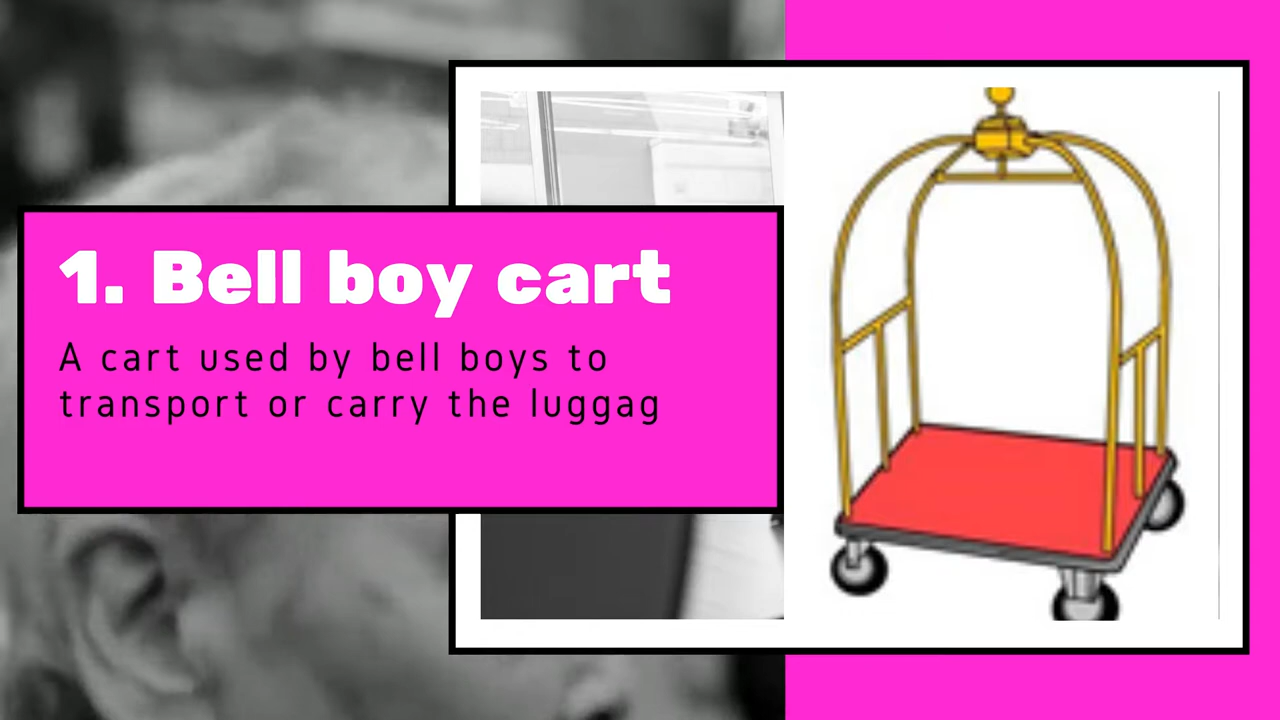 1. Bell boy cart
A cart used by bell boys to
transport or carry the luggag